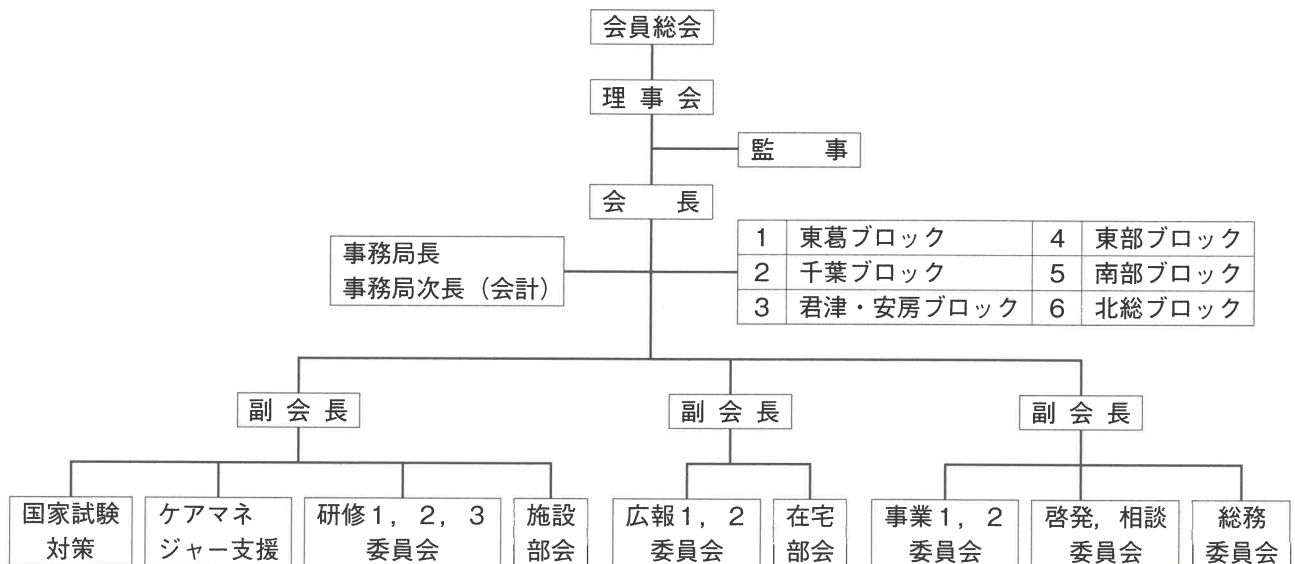 会員総会
理事会
監　事
会　長
事務局長
事務局次長（会計）
1 東葛ブロック 4 東部ブロック
2 千葉ブロック 5 南部ブロック
3 君津・安房ブロック 6 北総ブロック
副会長 副会長 副会長
国家試験
対策
ケアマネ
ジャー支援
研修1，2，3
委員会
施設
部会
広報1，2
委員会
在宅
部会
事業1，2
委員会
啓発，相談
委員会
総務
委員会